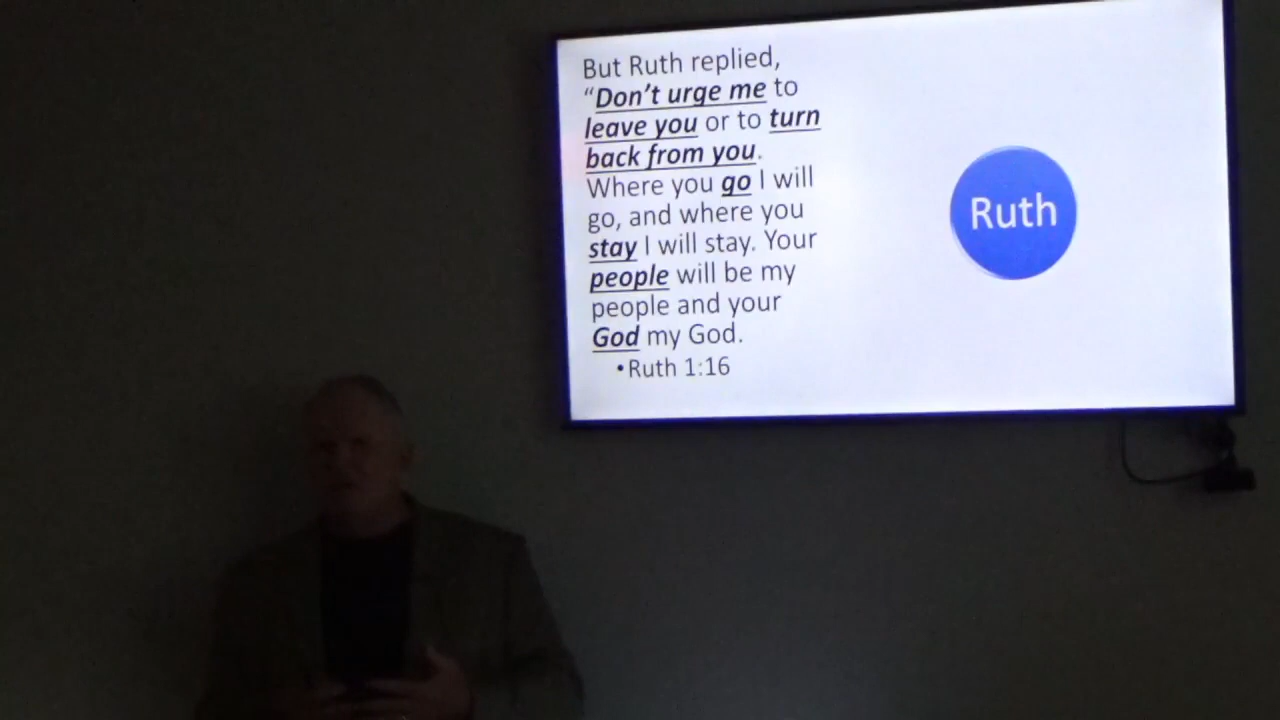 But Ruth replied,
“Don’t urge me to
leave you or to turn
back from you.
Where you go I will
go, and where you
stay I will stay. Your
people will be my
people and your
God my God.
•Ruth 1:16
Ruth